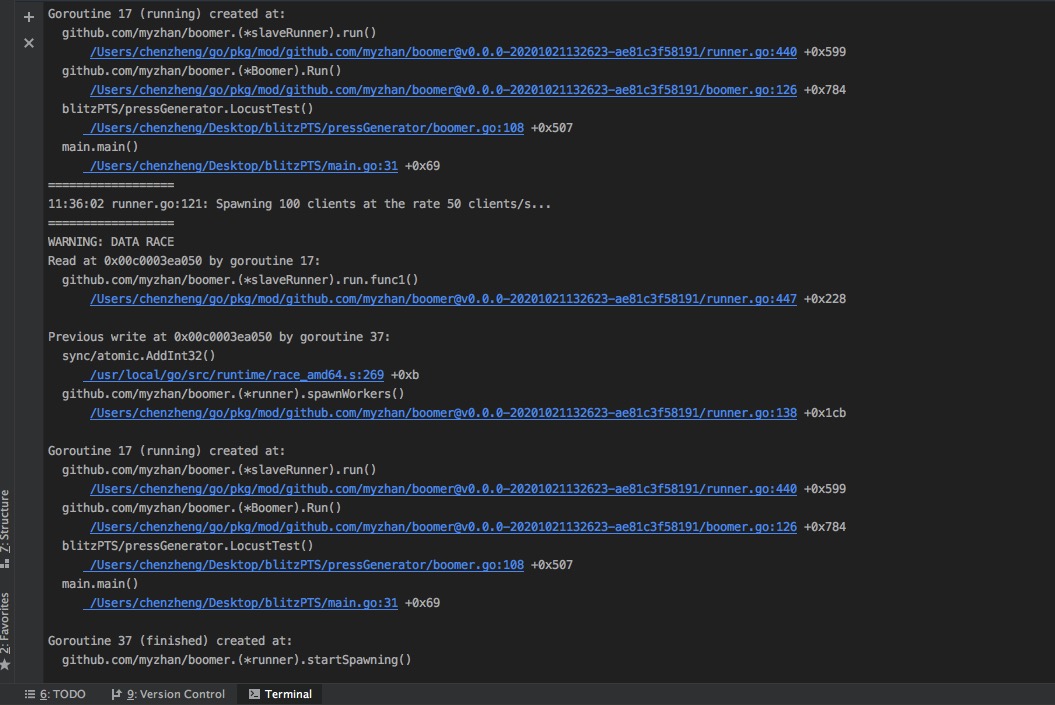 Goroutine 17 (running) created at:
github.com/myzhan/boomer.(*slaveRunner).run()
/Users/chenzheng/go/pkg/mod/github.com/myzhan/boomer@v0.0.0-20201021132623-ae81c3f58191/runner.go:440 +0x599
github.com/myzhan/boomer.(*Boomer).Run()
/Users/chenzheng/go/pkg/mod/github.com/myzhan/boomer@v0.0.0-20201021132623-ae81c3f58191/boomer.go:126 +0x784
blitzPTS/pressGenerator.LocustTest()
/Users/chenzheng/Desktop/blitzPTS/pressGenerator/boomer.go:108 +0x507
main.main()
/Users/chenzheng/Desktop/blitzPTS/main.go:31 +0x69
==================
11:36:02 runner.go:121: Spawning 100 clients at the rate 50 clients/s...
==================
WARNING: DATA RACE
Read at 0x00c0003ea050 by goroutine 17:
github.com/myzhan/boomer.(*slaveRunner).run.func1()
/Users/chenzheng/go/pkg/mod/github.com/myzhan/boomer@v0.0.0-20201021132623-ae81c3f58191/runner.go:447 +0x228
Previous write at 0x00c0003ea050 by goroutine 37:
sync/atomic.AddInt32()
/usr/local/go/src/runtime/race_amd64.s:269 +0xb
github.com/myzhan/boomer.(*runner).spawnWorkers()
/Users/chenzheng/go/pkg/mod/github.com/myzhan/boomer@v0.0.0-20201021132623-ae81c3f58191/runner.go:138 +0x1cb
Goroutine 17 (running) created at:
github.com/myzhan/boomer.(*slaveRunner).run()
/Users/chenzheng/go/pkg/mod/github.com/myzhan/boomer@v0.0.0-20201021132623-ae81c3f58191/runner.go:440 +0x599
github.com/myzhan/boomer.(*Boomer).Run()
/Users/chenzheng/go/pkg/mod/github.com/myzhan/boomer@v0.0.0-20201021132623-ae81c3f58191/boomer.go:126 +0x784
blitzPTS/pressGenerator.LocustTest()
/Users/chenzheng/Desktop/blitzPTS/pressGenerator/boomer.go:108 +0x507
main.main()
/Users/chenzheng/Desktop/blitzPTS/main.go:31 +0x69
Goroutine 37 (finished) created at:
github.com/myzhan/boomer.(*runner).startSpawning()
7: Structure
2: Favorites
6: TODO
9: Version Control
Terminal